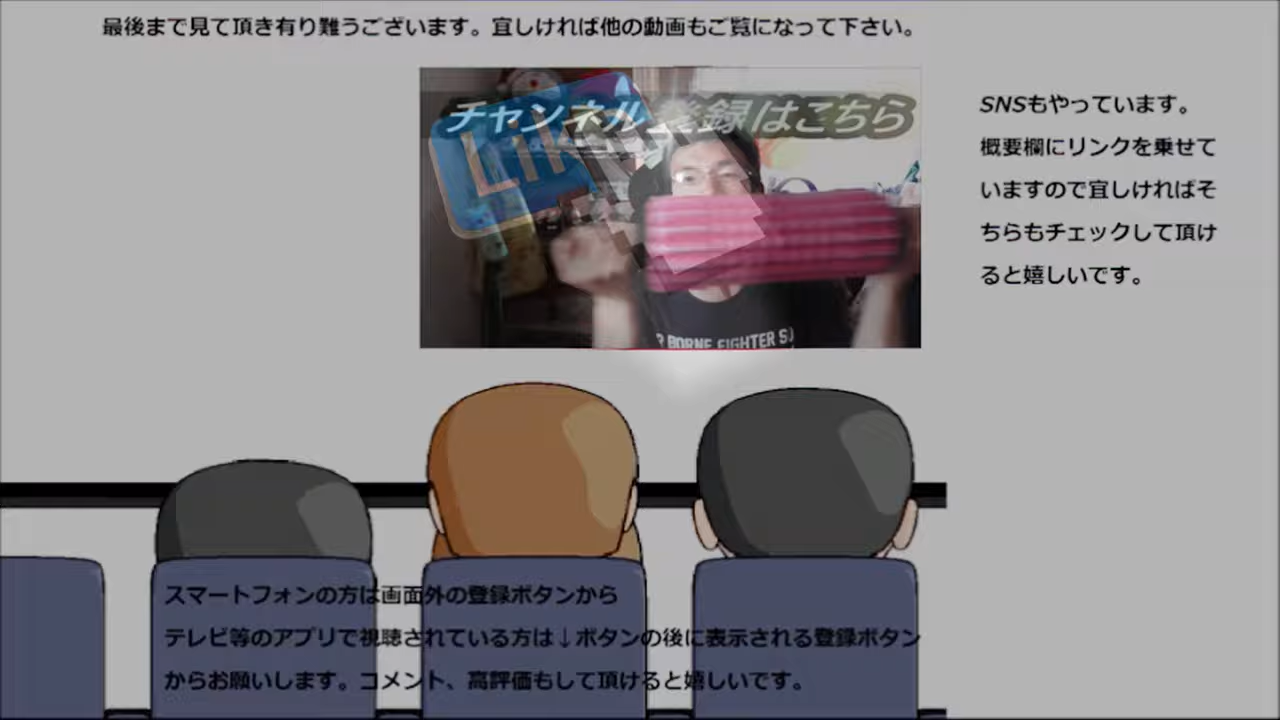 最後まで見て頂き有り難うございます。宜しければ他の動画もご覧になって下さい。
チャンネル登録はこちら
SNSもやっています。
概要欄にリンクを乗せて
いますので宜しければそ
ちらもチェックして頂け
ると嬉しいです。
BORNE FIGHTER
スマートフォンの方は画面外の登録ボタンから
テレビ等のアプリで視聴されている方は↓ボタンの後に表示される登録ボタン
からお願いします。コメント、高評価もして頂けると嬉しいです。